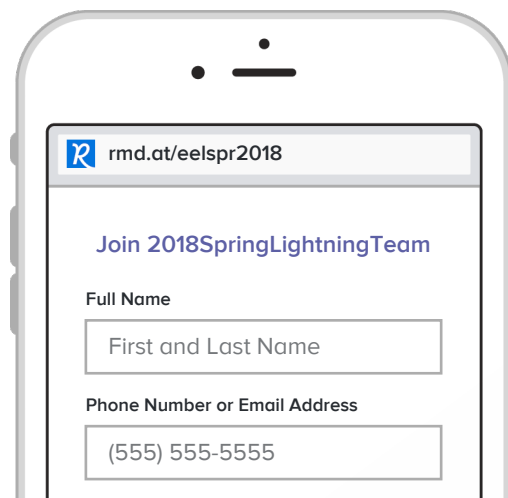 rmd.at/eelspr2018
Join 2018SpringLightningTeam
Full Name
First and Last Name
Phone Number or Email Address
(555) 555-5555